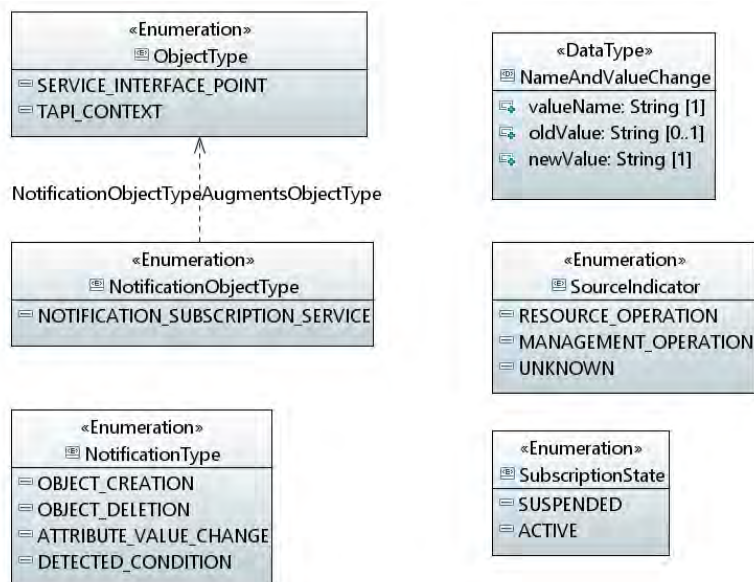 «Enumeration»
ObjectType
SERVICE_INTERFACE_POINT
TAPI_CONTEXT
NotificationObjectTypeAugmentsObjectType
«Enumeration»
NotificationObjectType
NOTIFICATION_SUBSCRIPTION_SERVICE
«Enumeration»
NotificationType
OBJECT_CREATION
OBJECT_DELETION
ATTRIBUTE_VALUE_CHANGE
DETECTED_CONDITION
«DataType»
NameAndValueChange
valueName: String [1]
oldValue: String [0..1]
newValue: String [1]
«Enumeration»
SourceIndicator
RESOURCE_OPERATION
MANAGEMENT_OPERATION
UNKNOWN
«Enumeration»
SubscriptionState
SUSPENDED
ACTIVE